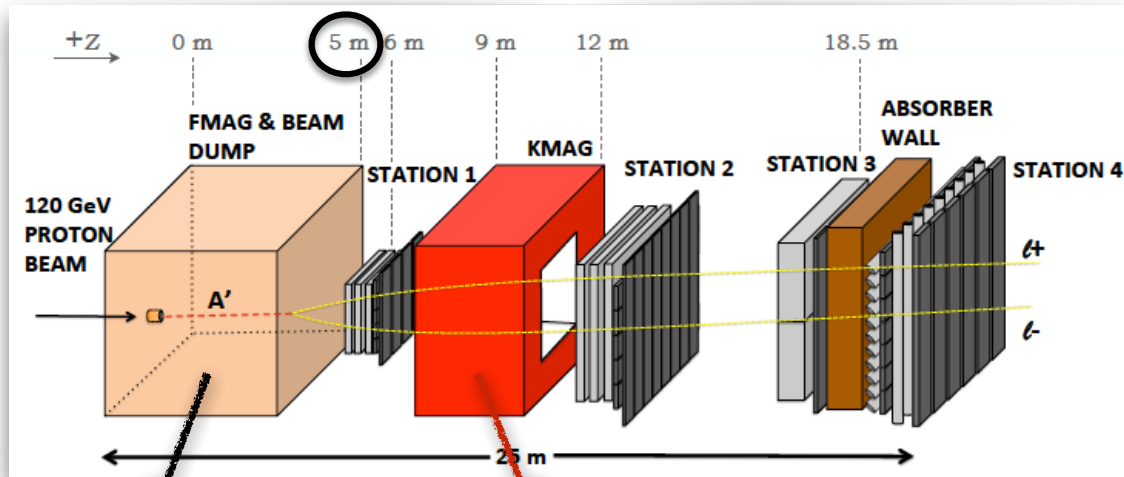 +z
0 m
5 m
6 m
9 m
12 m
18.5 m
FMAG & BEAM
DUMP
STATION 1
KMAG
STATION 2
STATION 3
ABSORBER
WALL
STATION 4
120 GeV
PROTON
BEAM
A'
ℓ+
ℓ-
25 m